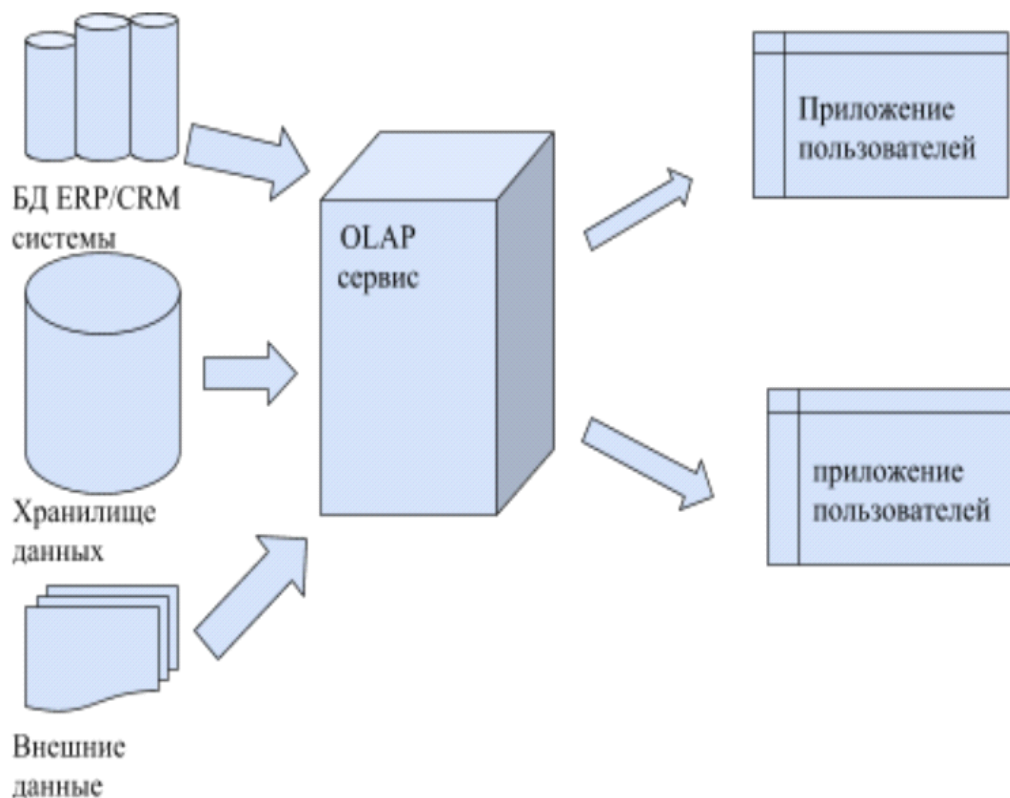 БД ERP/CRM
системы
Хранилище
данных
Внешние
данные
OLAP
сервис
Приложение
пользователей
приложение
пользователей